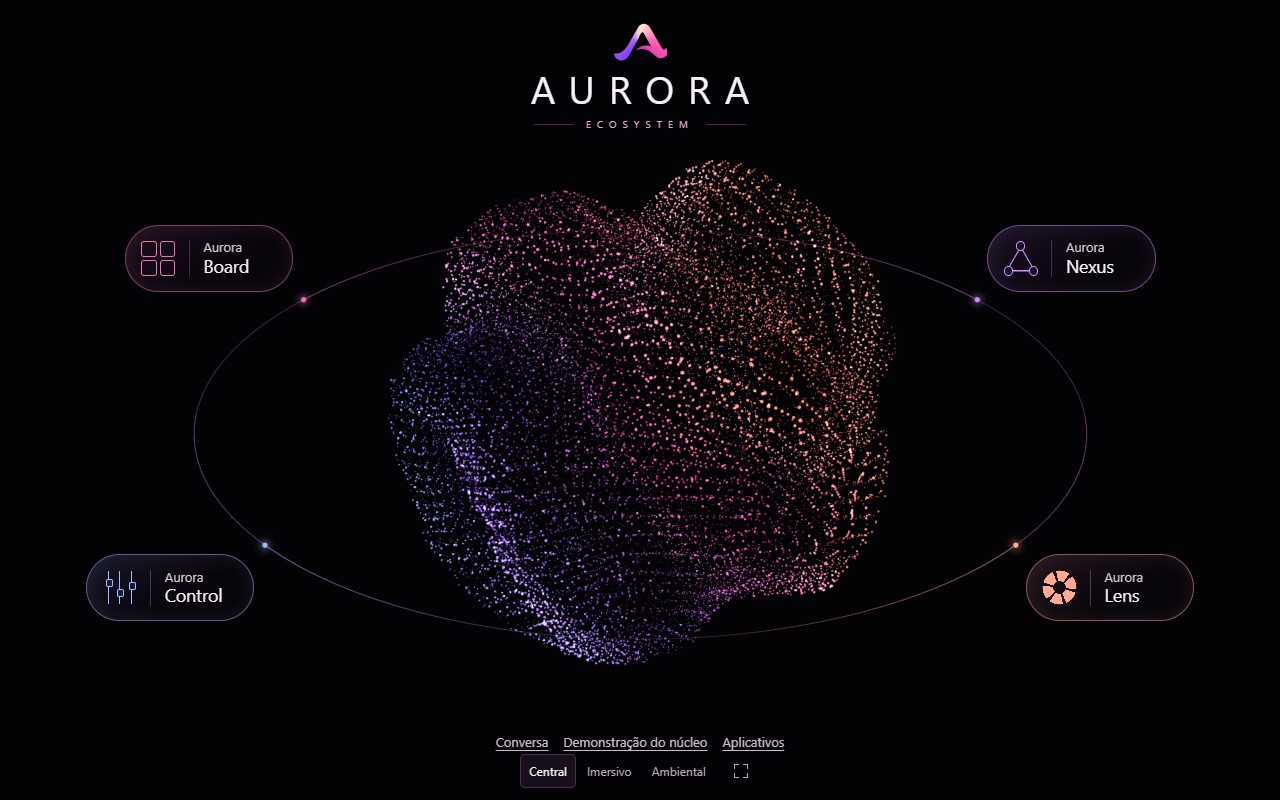 AURORA
ECOSYSTEM
Aurora
Board
Aurora
Nexus
Aurora
Control
Aurora
Lens
Conversa Demonstração do núcleo Aplicativos
Central Imersivo Ambiental